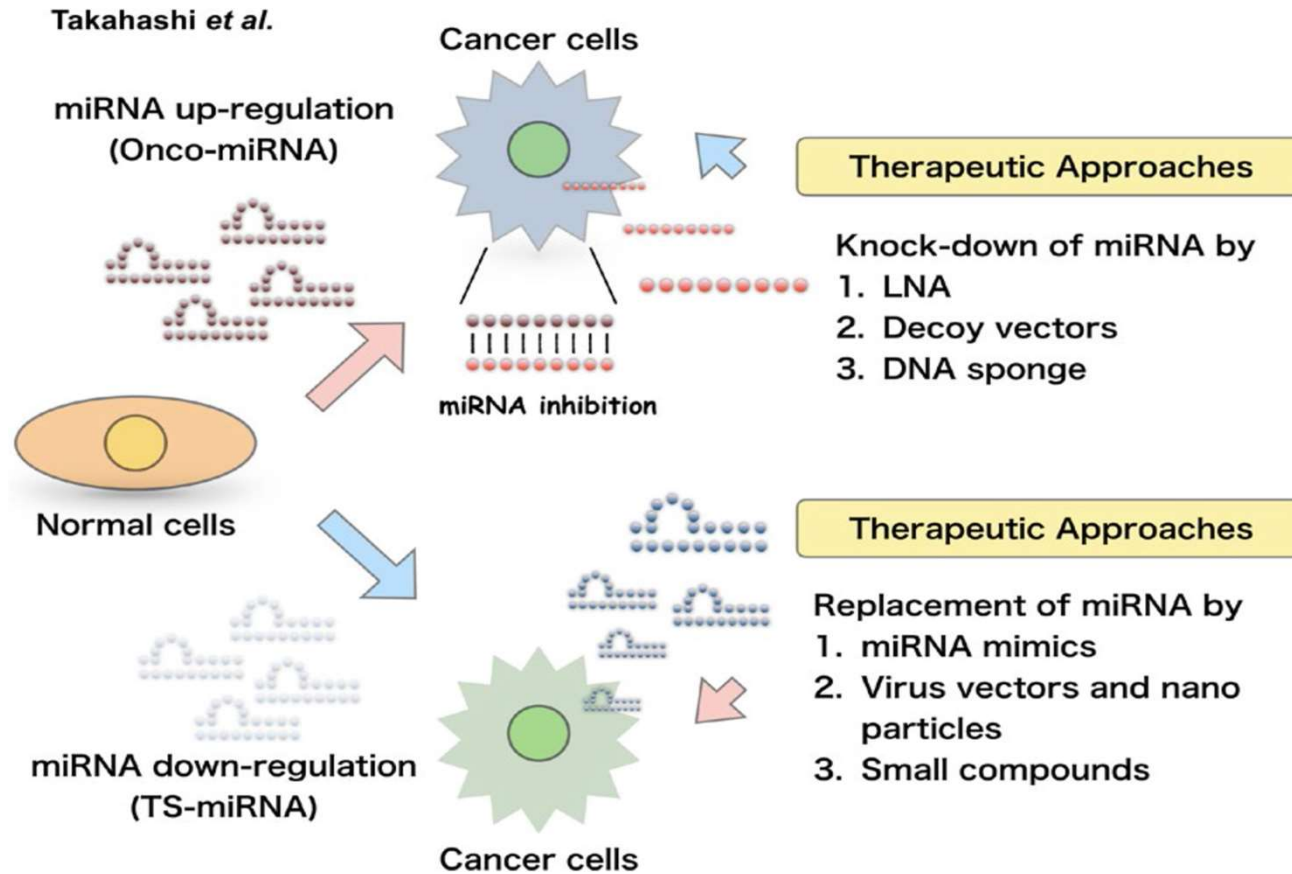 Takahashi et al.
Cancer cells
miRNA up-regulation
(Onco-miRNA)
Therapeutic Approaches
Knock-down of miRNA by
1. LNA
2. Decoy vectors
3. DNA sponge
miRNA inhibition
Normal cells
Therapeutic Approaches
Replacement of miRNA by
1. miRNA mimics
2. Virus vectors and nano
particles
3. Small compounds
miRNA down-regulation
(TS-miRNA)
Cancer cells